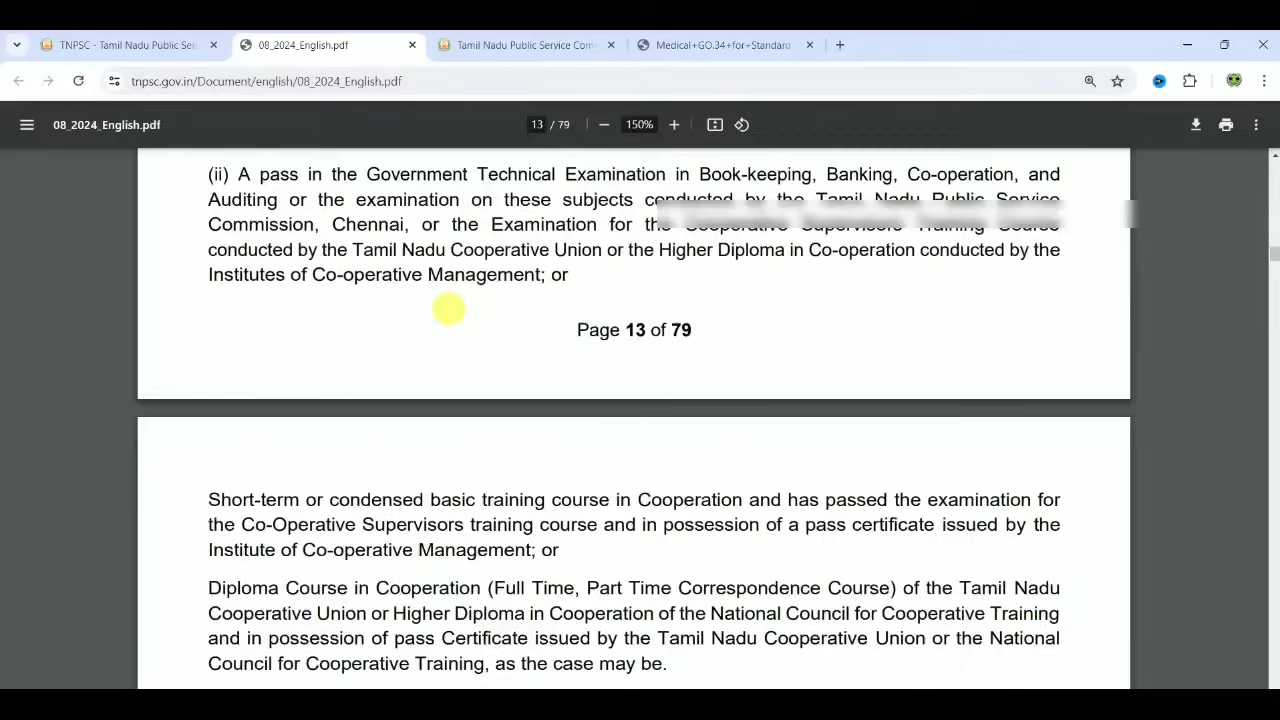 TNPSC - Tamil Nadu Public Ser
08_2024_English.pdf
Tamil Nadu Public Service Com
Medical+GO.34+for+Standard
tnpsc.gov.in/Document/english/08_2024_English.pdf
08_2024_English.pdf
13 / 79
150%
(ii) A pass in the Government Technical Examination in Book-keeping, Banking, Co-operation, and
Auditing or the examination on these subjects conducted by the Tamil Nadu Public Service
Commission, Chennai, or the Examination for the Cooperative Supervisors Training Course
conducted by the Tamil Nadu Cooperative Union or the Higher Diploma in Co-operation conducted by the
Institutes of Co-operative Management; or
Page 13 of 79
Short-term or condensed basic training course in Cooperation and has passed the examination for
the Co-Operative Supervisors training course and in possession of a pass certificate issued by the
Institute of Co-operative Management; or
Diploma Course in Cooperation (Full Time, Part Time Correspondence Course) of the Tamil Nadu
Cooperative Union or Higher Diploma in Cooperation of the National Council for Cooperative Training
and in possession of pass Certificate issued by the Tamil Nadu Cooperative Union or the National
Council for Cooperative Training, as the case may be.